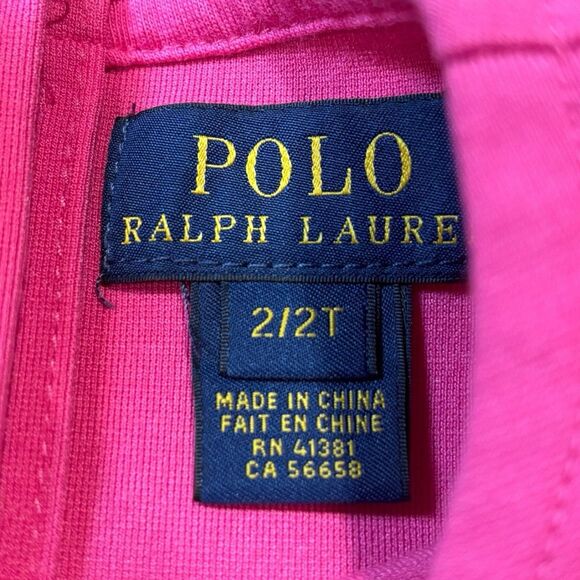 POLO
RALPH LAURE
2/2T
MADE IN CHINA
FAIT EN CHINE
RN 41381
CA 56658